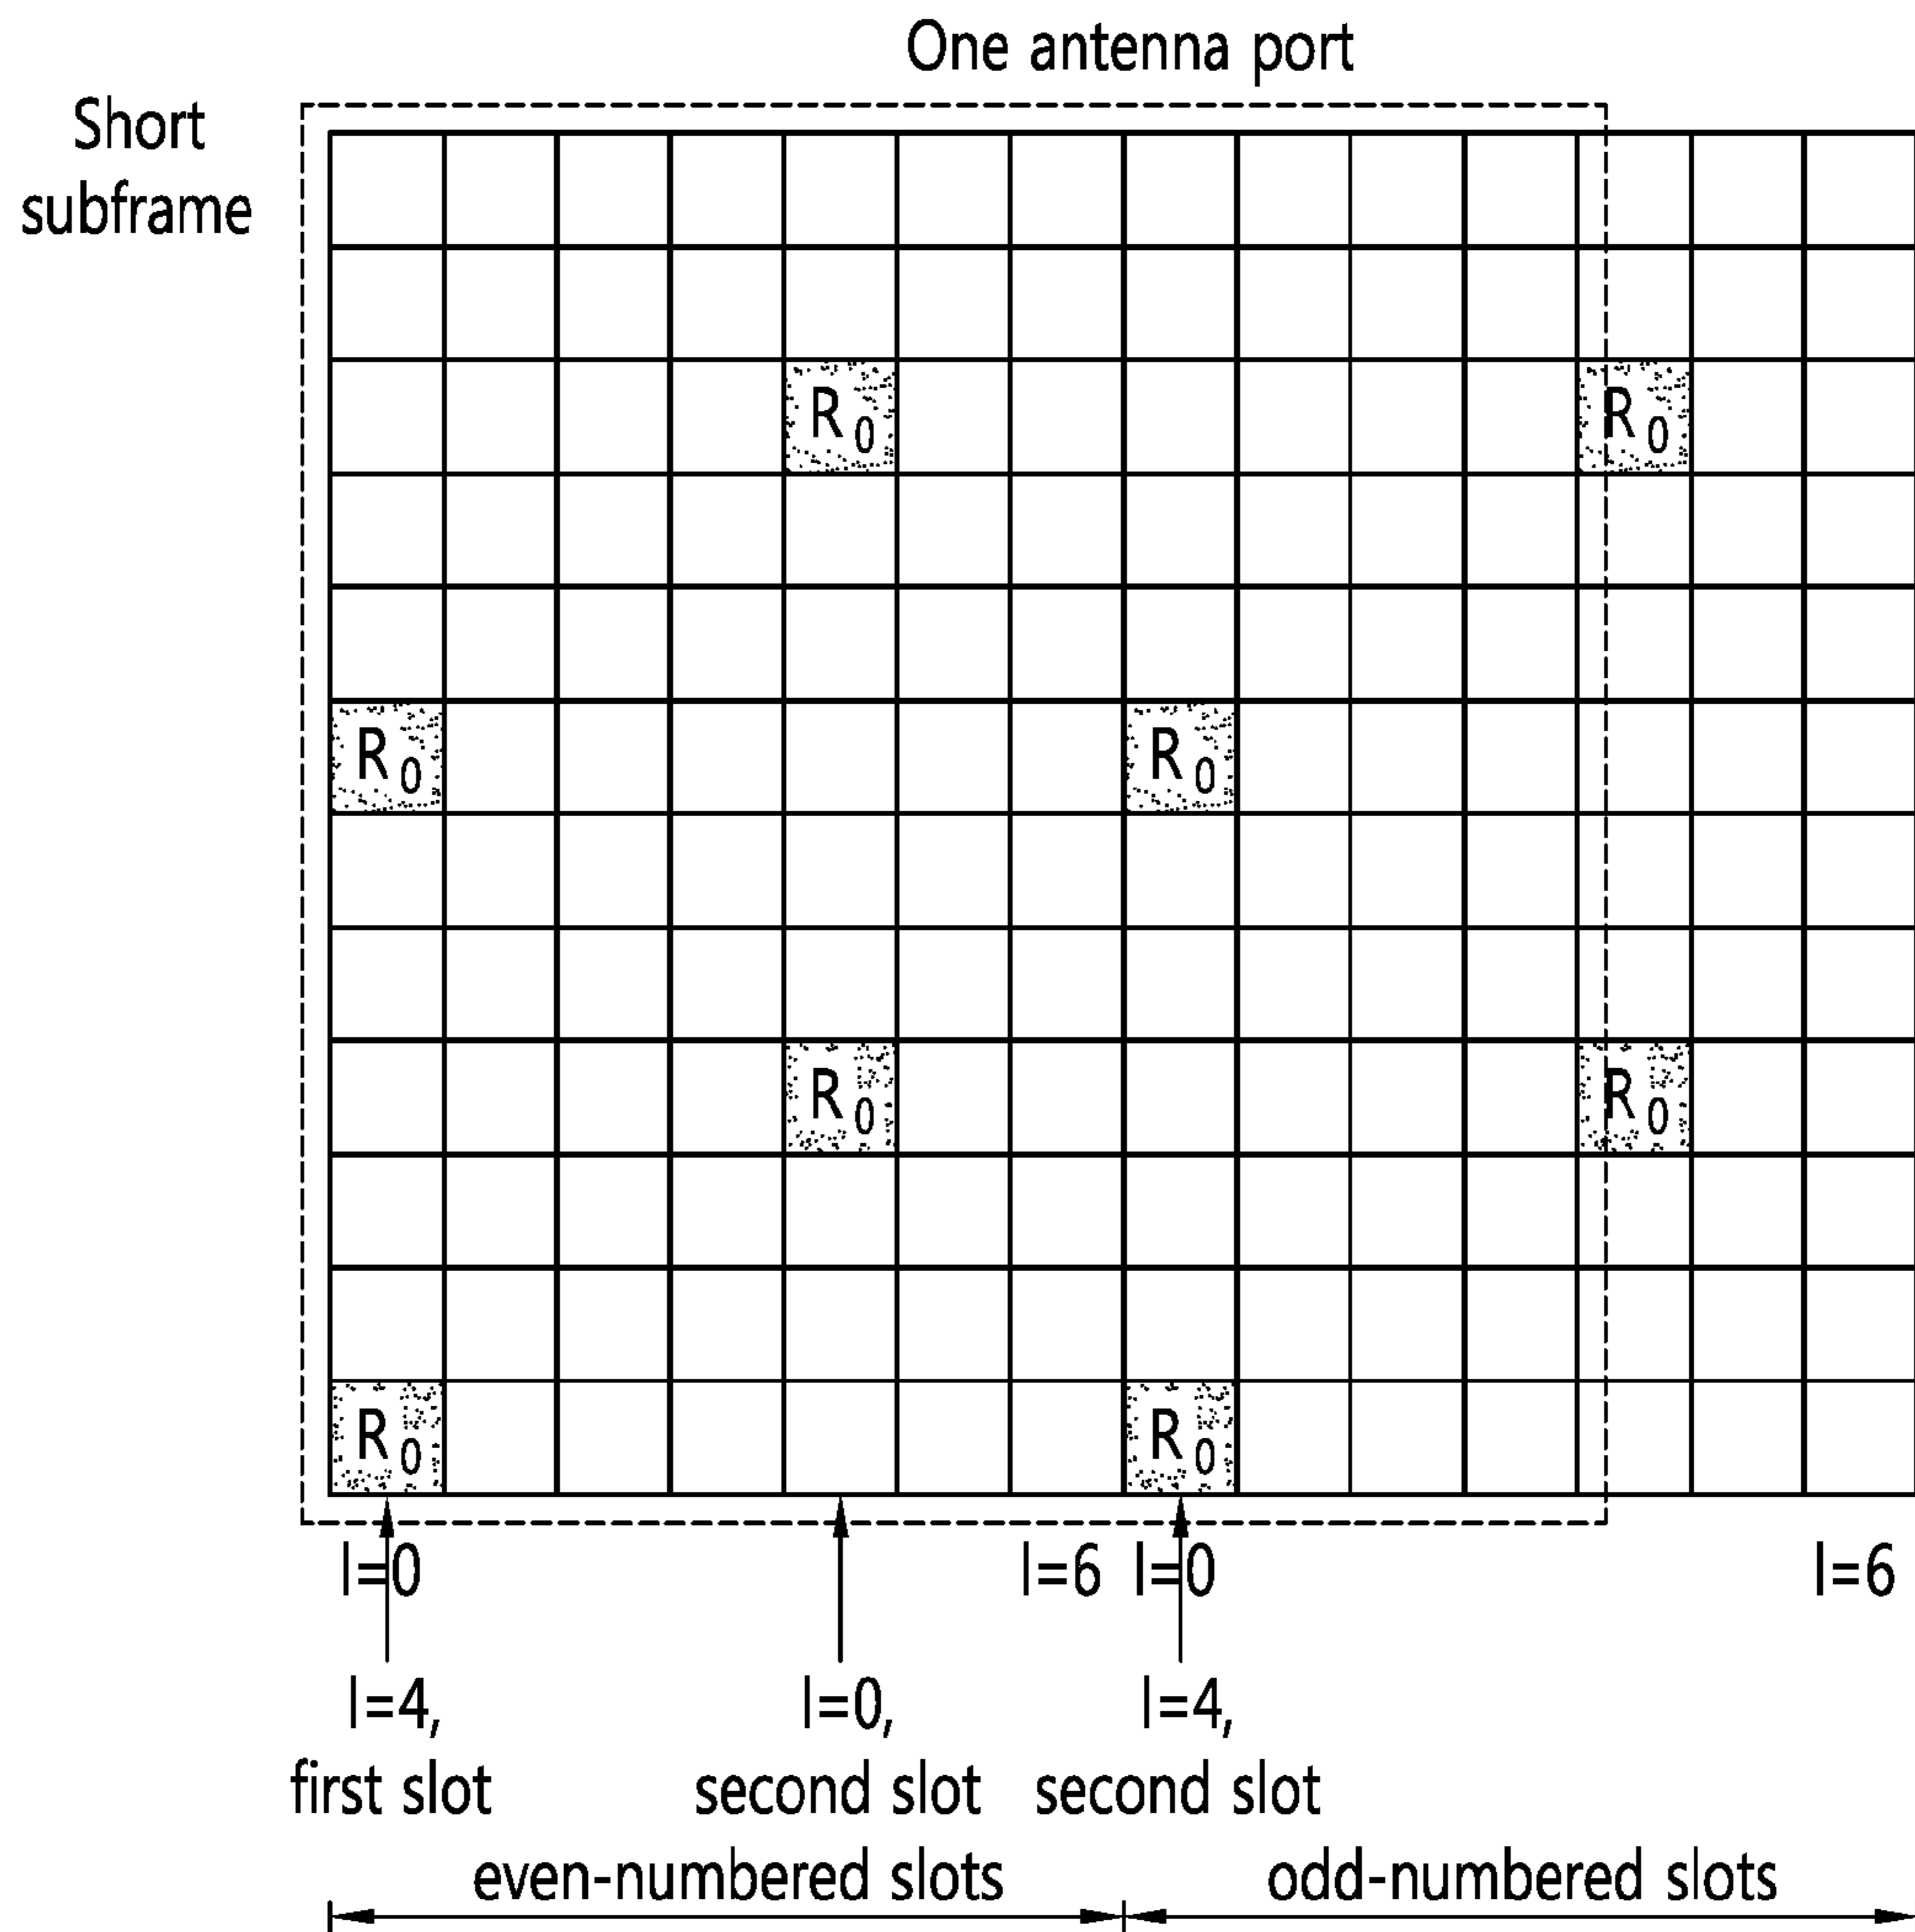 One antenna port
Short
subframe
R0 R0
R0 R0
R0 R0
R0 R0
l=0 l=6 l=0 l=6
l=4, l=0, l=4,
first slot second slot second slot
even-numbered slots odd-numbered slots